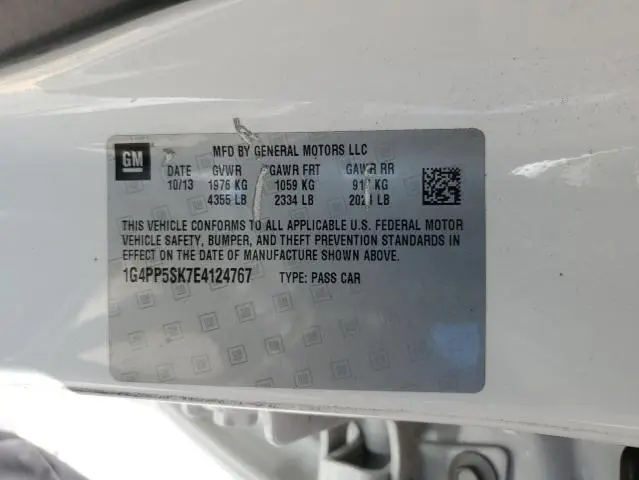 GM
MFD BY GENERAL MOTORS LLC
DATE GVWR GAWR FRT GAWR RR
10/13 1976 KG 1059 KG KG
4355 LB 2334 LB LB
THIS VEHICLE CONFORMS TO ALL APPLICABLE U.S. FEDERAL MOTOR
VEHICLE SAFETY, BUMPER, AND THEFT PREVENTION STANDARDS IN
EFFECT ON THE DATE OF MANUFACTURE SHOWN ABOVE.
1G4PP5SK7E4124767 TYPE: PASS CAR